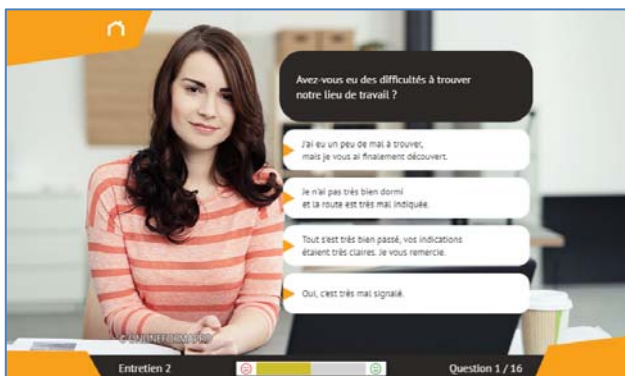 Avez-vous eu des difficultés à trouver
notre lieu de travail ?
J'ai eu un peu de mal à trouver,
mais je vous ai finalement découvert.
Je n'ai pas très bien dormi
et la route est très mal indiquée.
Tout s'est très bien passé, vos indications
étaient très claires. Je vous remercie.
Oui, c'est très mal signalé.
Entretien 2
Question 1 / 16